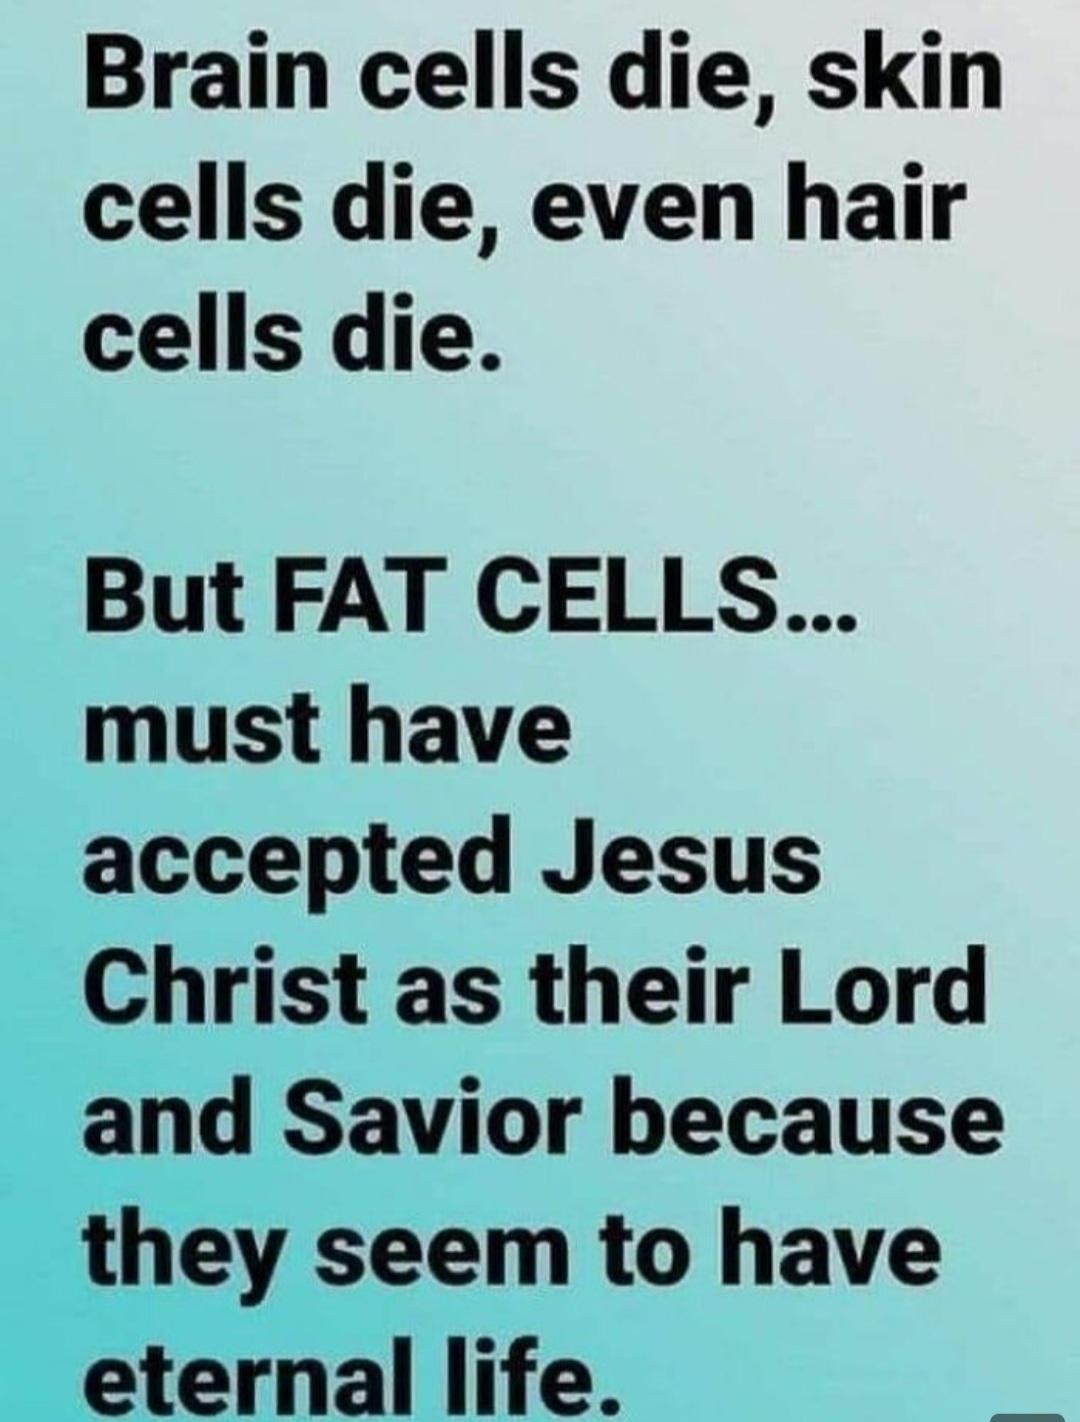 Brain cells die, skin
cells die, even hair
cells die.
But FAT CELLS...
must have
accepted Jesus
Christ as their Lord
and Savior because
they seem to have
eternal life.